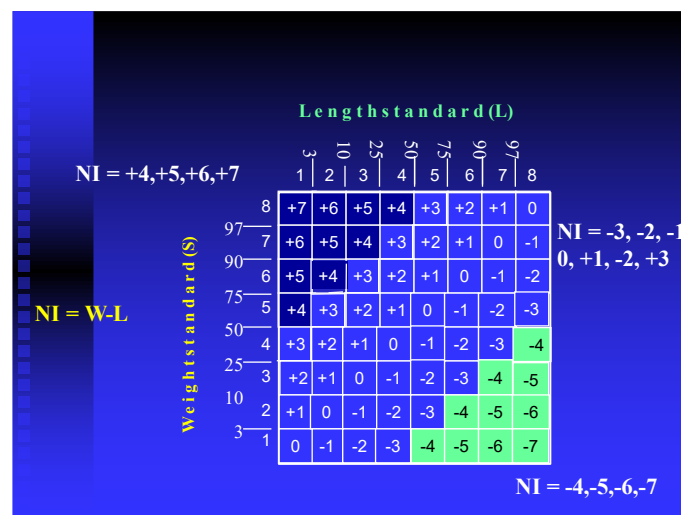 Lengthstandard(L)
3 10 25 50 75 90 97
NI = +4,+5,+6,+7
1 2 3 4 5 6 7 8
8 +7 +6 +5 +4 +3 +2 +1 0
97
7 +6 +5 +4 +3 +2 +1 0 -1
NI = -3, -2, -1
0, +1, -2, +3
90
6 +5 +4 +3 +2 +1 0 -1 -2
75
5 +4 +3 +2 +1 0 -1 -2 -3
50
4 +3 +2 +1 0 -1 -2 -3 -4
25
3 +2 +1 0 -1 -2 -3 -4 -5
10
2 +1 0 -1 -2 -3 -4 -5 -6
3
1 0 -1 -2 -3 -4 -5 -6 -7
Weightstandard(S)
NI = W-L
NI = -4,-5,-6,-7